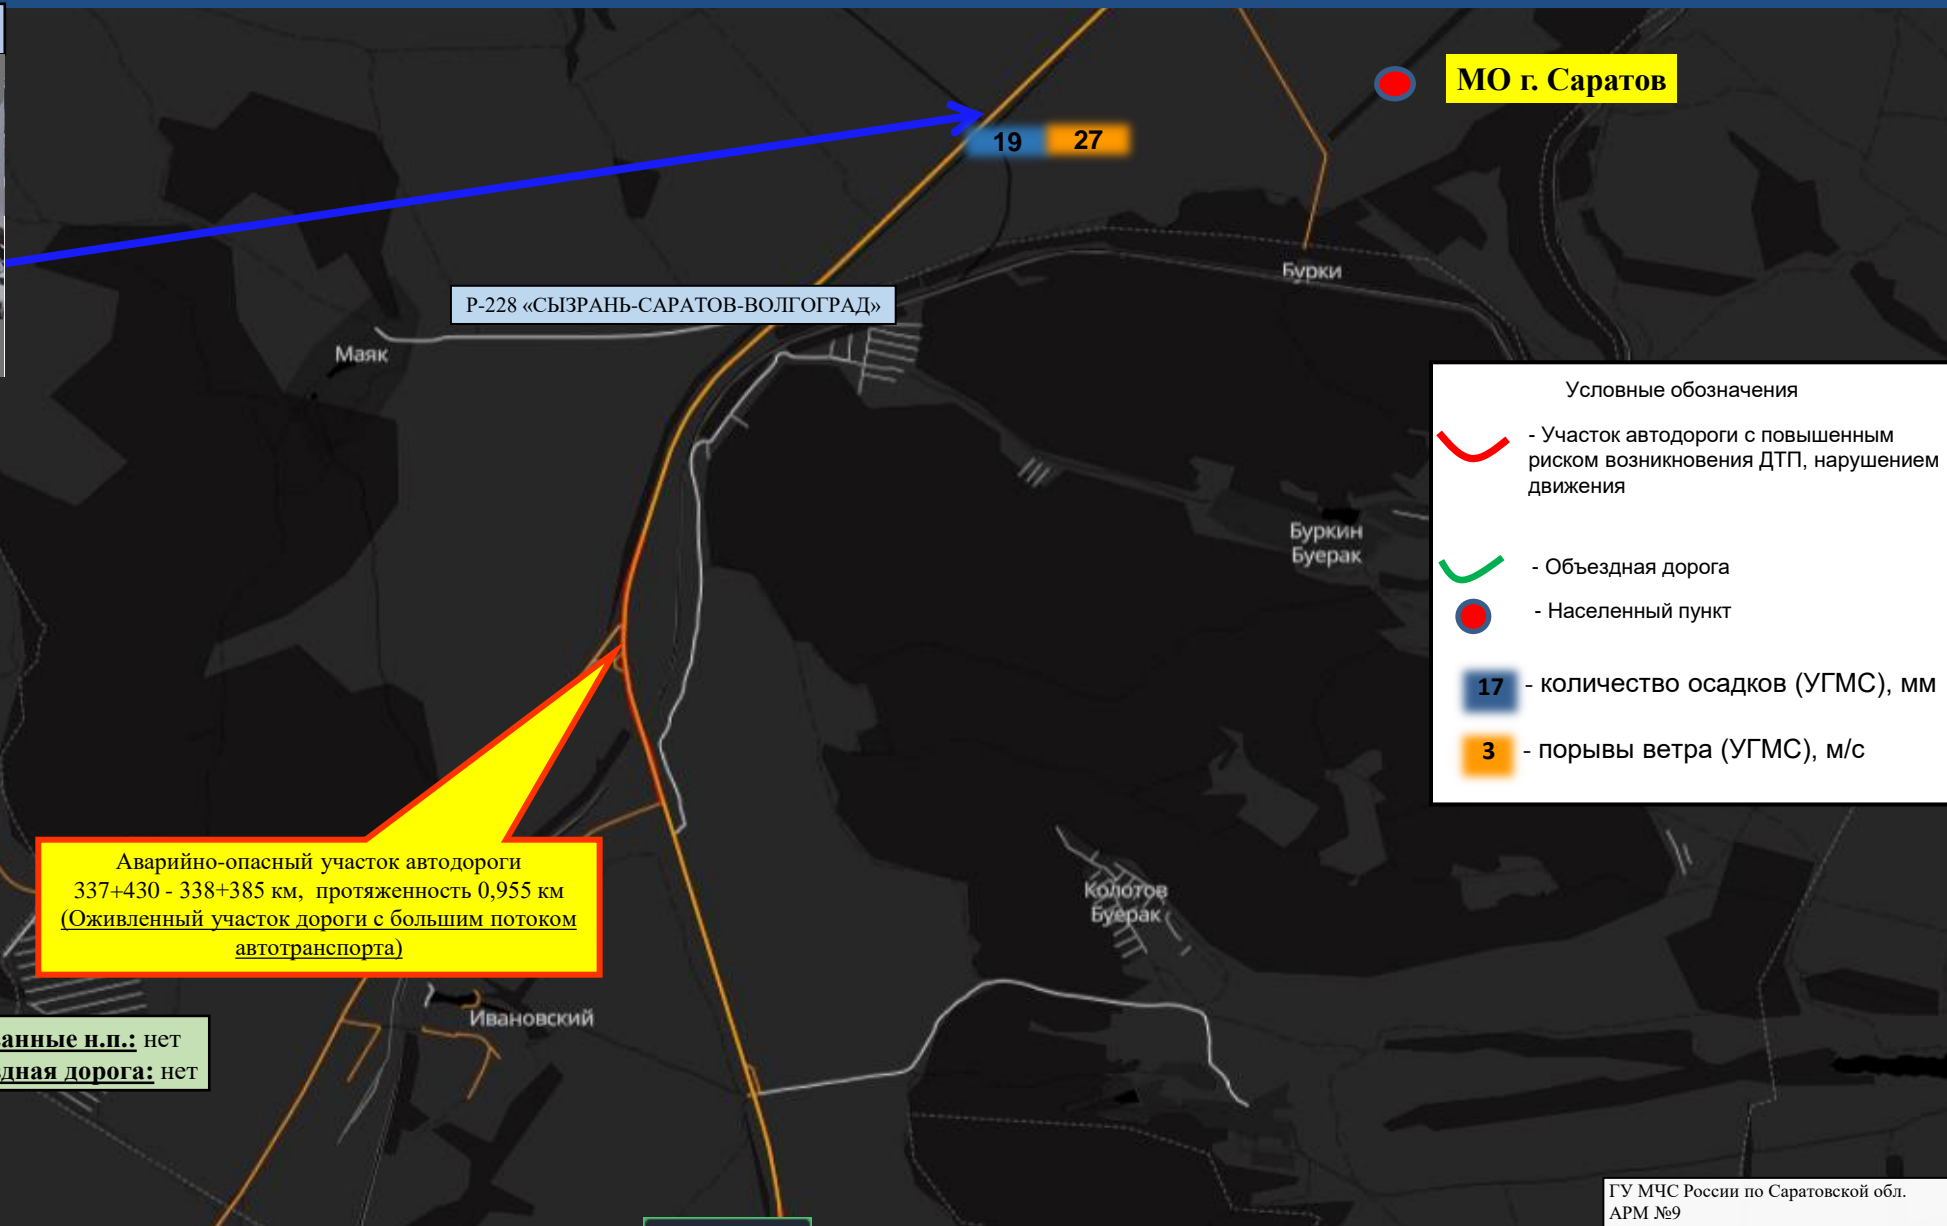 МО г. Саратов
19 27
Бурки
Р-228 «СЫЗРАНЬ-САРАТОВ-ВОЛГОГРАД»
Маяк
Условные обозначения
- Участок автодороги с повышенным
риском возникновения ДТП, нарушением
движения
Буркин
Буерак
- Объездная дорога
- Населенный пункт
17 - количество осадков (УГМС), мм
3 - порывы ветра (УГМС), м/с
Аварийно-опасный участок автодороги
337+430 - 338+385 км, протяженность 0,955 км
(Оживленный участок дороги с большим потоком
автотранспорта)
Колотов
Буерак
Ивановский
ванные н.п.: нет
здная дорога: нет
ГУ МЧС России по Саратовской обл.
АРМ №9